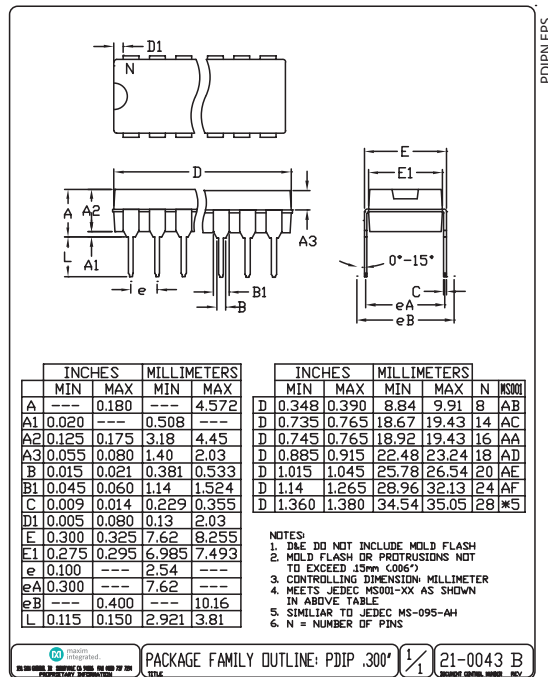 PDIPN.EPS
D1
N
D
A
A2
A3
L
A1
e
B1
B
E
E1
0°-15°
C
eA
eB
INCHES MILLIMETERS
MIN MAX MIN MAX
A --- 0.180 --- 4.572
A1 0.020 --- 0.508 ---
A2 0.125 0.175 3.18 4.45
A3 0.055 0.080 1.40 2.03
B 0.015 0.021 0.381 0.533
B1 0.045 0.060 1.14 1.524
C 0.009 0.014 0.229 0.355
D1 0.005 0.080 0.13 2.03
E 0.300 0.325 7.62 8.255
E1 0.275 0.295 6.985 7.493
e 0.100 --- 2.54 ---
eA 0.300 --- 7.62 ---
eB --- 0.400 --- 10.16
L 0.115 0.150 2.921 3.81
INCHES MILLIMETERS
MIN MAX MIN MAX N MS001
D 0.348 0.390 8.84 9.91 8 AB
D 0.735 0.765 18.67 19.43 14 AC
D 0.745 0.765 18.92 19.43 16 AA
D 0.885 0.915 22.48 23.24 18 AD
D 1.015 1.045 25.78 26.54 20 AE
D 1.14 1.265 28.96 32.13 24 AF
D 1.360 1.380 34.54 35.05 28 *5
NOTES:
1. D&E DO NOT INCLUDE MOLD FLASH
2. MOLD FLASH OR PROTRUSIONS NOT
TO EXCEED .15mm (.006")
3. CONTROLLING DIMENSION: MILLIMETER
4. MEETS JEDEC MS001-XX AS SHOWN
IN ABOVE TABLE
5. SIMILIAR TO JEDEC MS-095-AH
6. N = NUMBER OF PINS
maxim
integrated.
PROPRIETARY INFORMATION
PACKAGE FAMILY OUTLINE: PDIP .300"
TITLE
1/1
21-0043 B
DOCUMENT CONTROL NUMBER REV